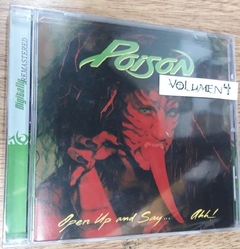 Poison
VOLUMEN 4
Digitally REMASTERED
Open Up and Say... Ahh!